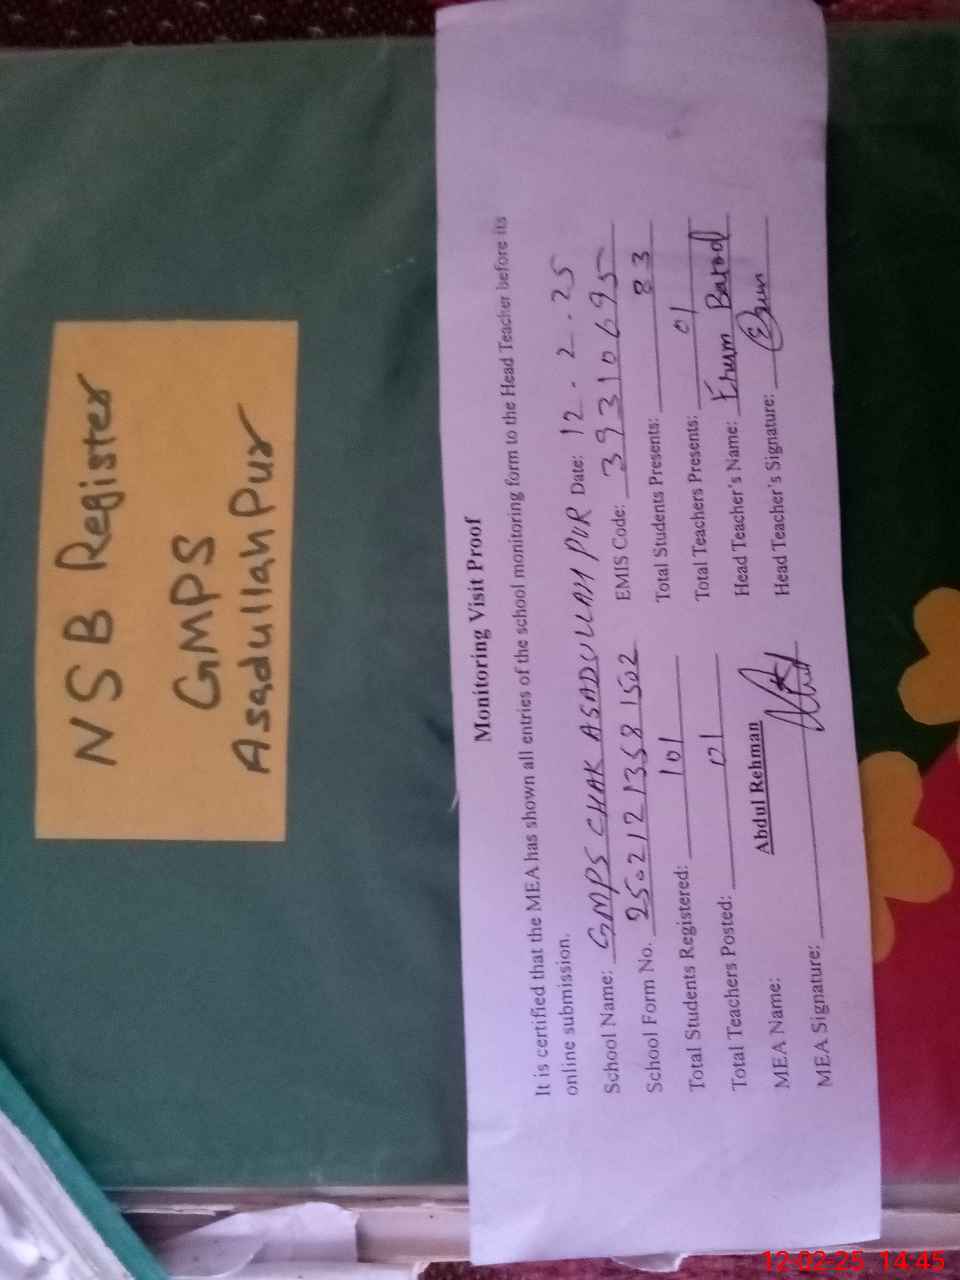 NSB Register
GMPS
Asadullah Pur
Monitoring Visit Proof
It is certified that the MEA has shown all entries of the school monitoring form to the Head Teacher before its
online submission.
School Name: GMPS CHAK ASADULLAH PUR Date: 12-2-25
School Form No. 25021213581502 EMIS Code: 39310695
Total Students Registered: 101 Total Students Presents: 83
Total Teachers Posted: 01 Total Teachers Presents: 01
MEA Name: Abdul Rehman Head Teacher's Name: Erum Batool
MEA Signature: Head Teacher's Signature:
12-02-25 14:45